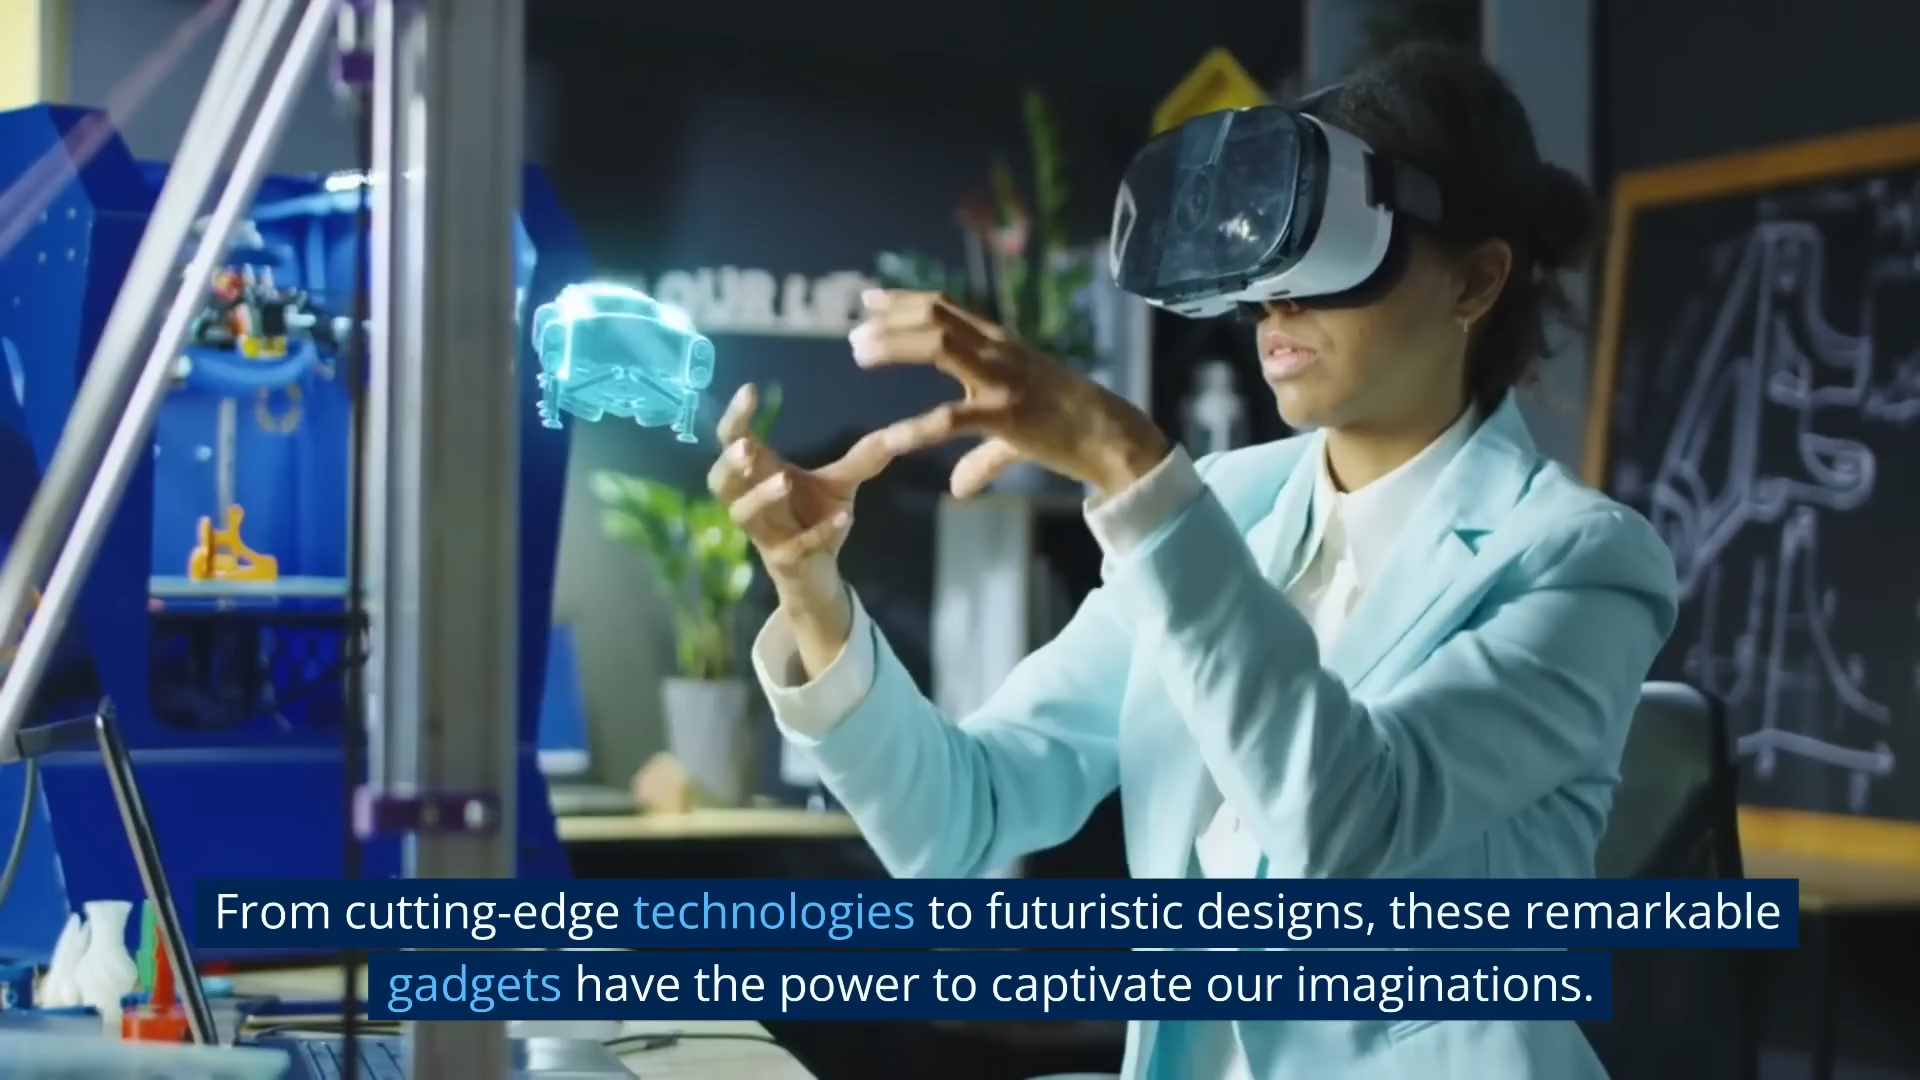 From cutting-edge technologies to futuristic designs, these remarkable
gadgets have the power to captivate our imaginations.